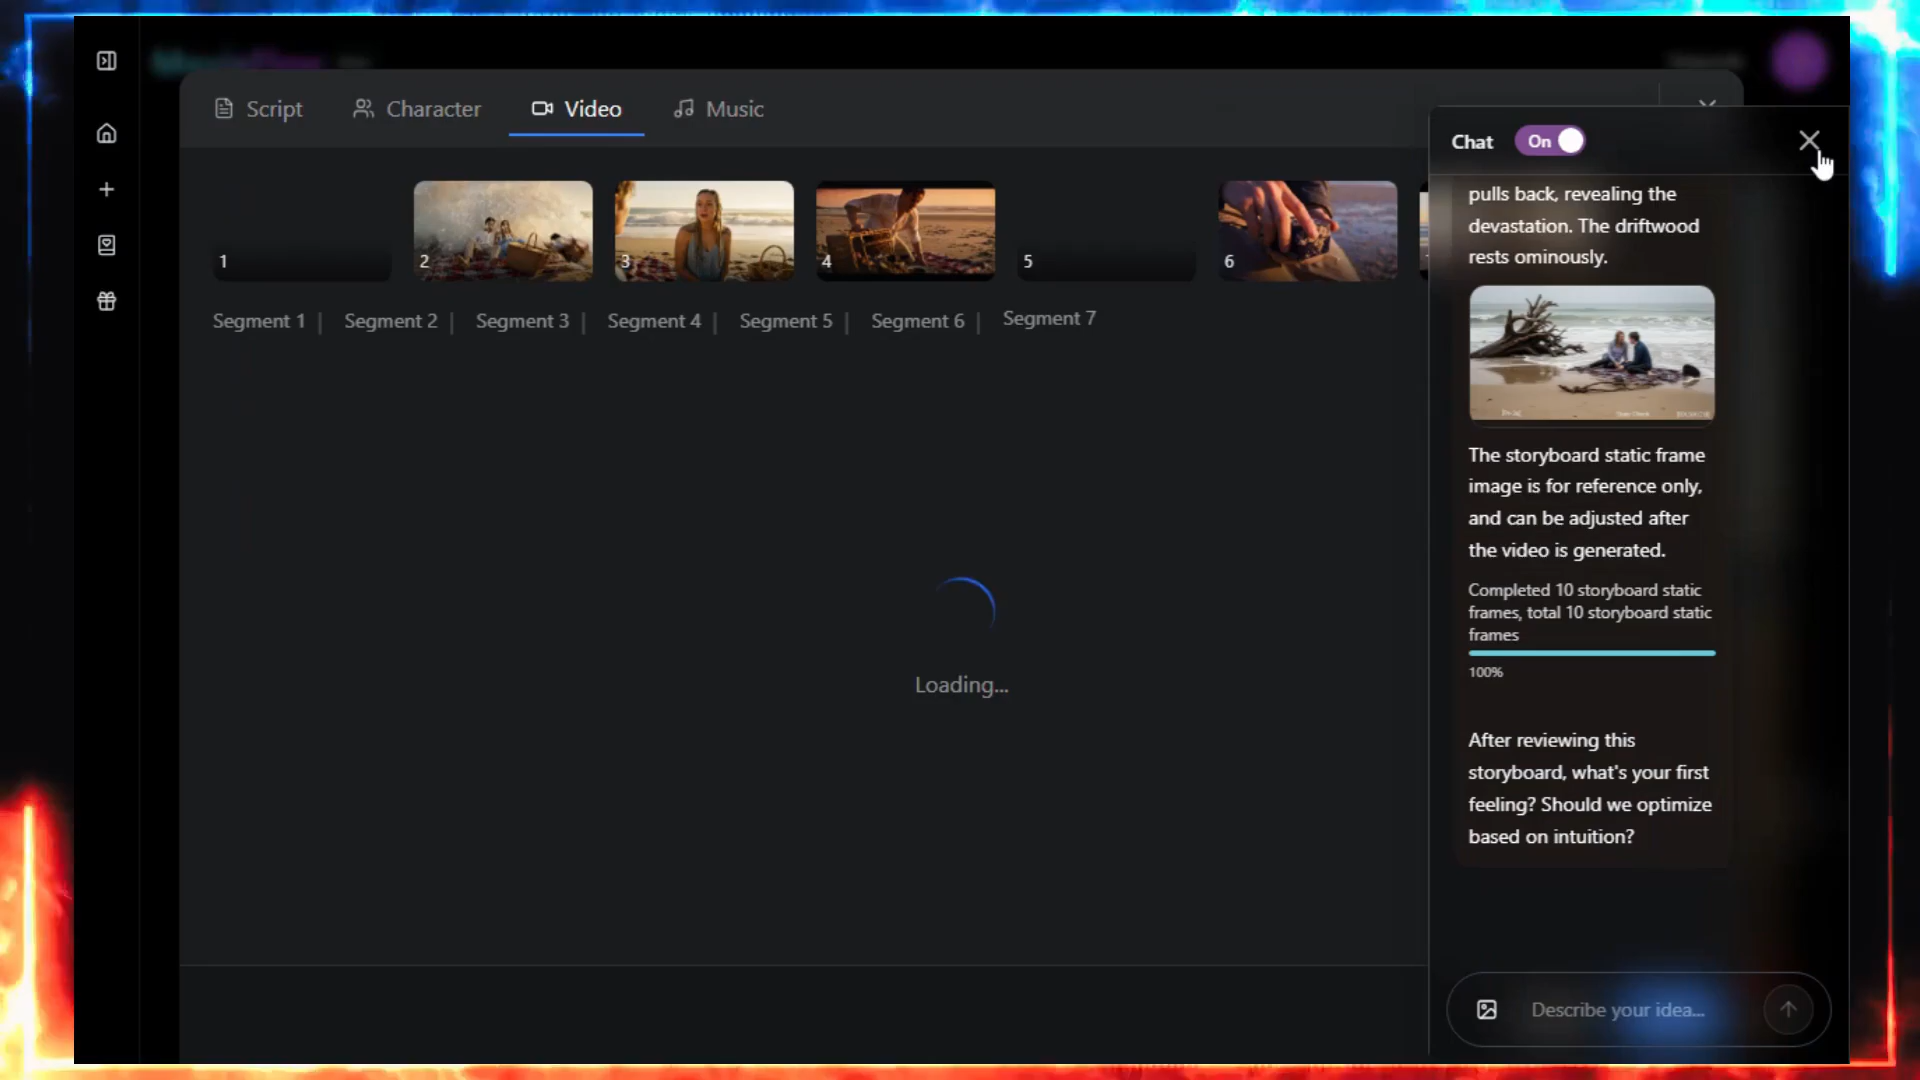 Script
Character
Video
Music
Chat
On
1
2
3
4
5
6
Segment 1
Segment 2
Segment 3
Segment 4
Segment 5
Segment 6
Segment 7
Loading...
pulls back, revealing the
devastation. The driftwood
rests ominously.
The storyboard static frame
image is for reference only,
and can be adjusted after
the video is generated.
Completed 10 storyboard static
frames, total 10 storyboard static
frames
100%
After reviewing this
storyboard, what's your first
feeling? Should we optimize
based on intuition?
Describe your idea...